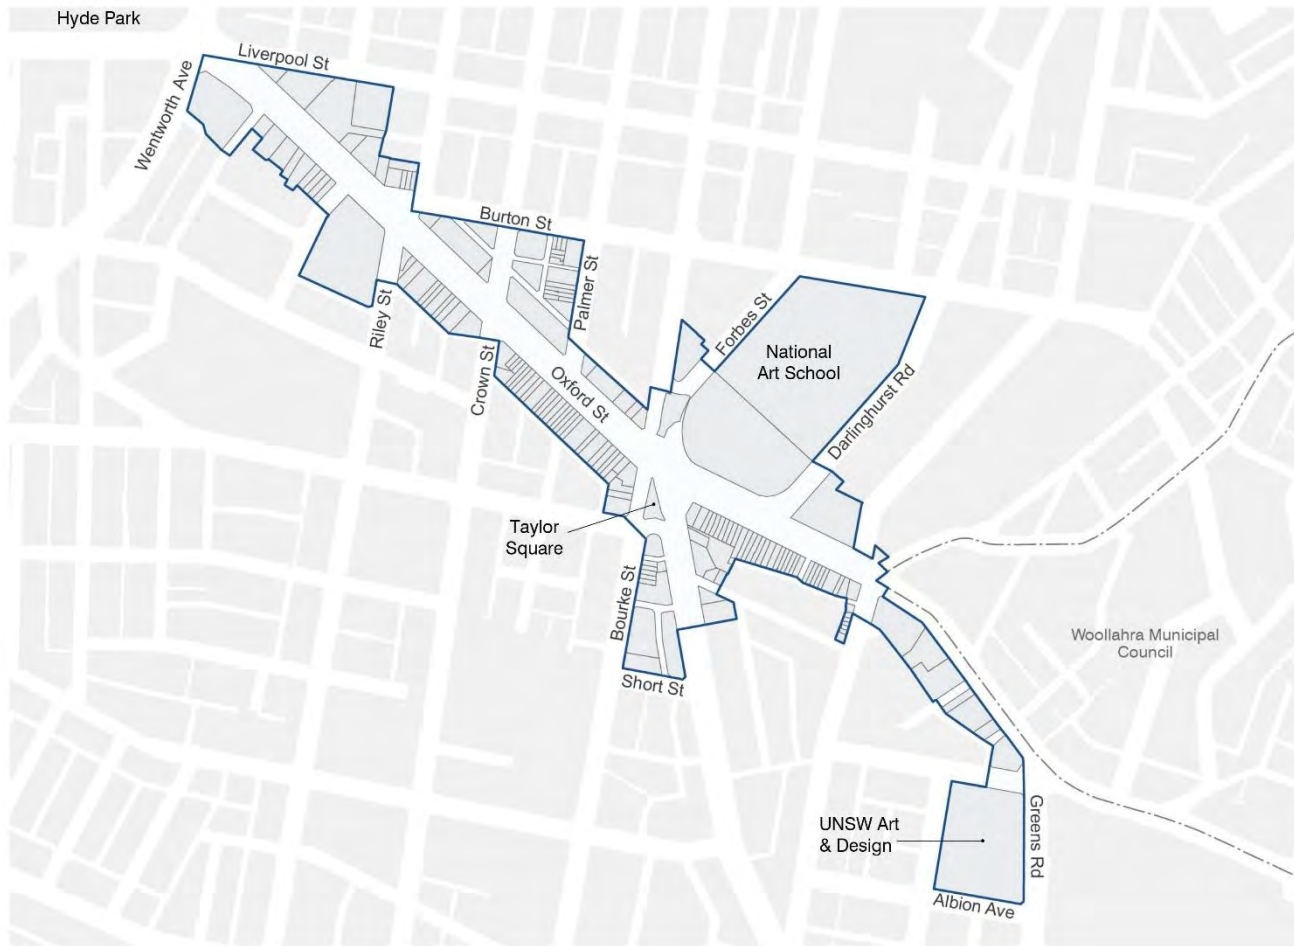 Hyde Park
Liverpool St
Wentworth Ave
Burton St
Palmer St
Riley St
Crown St
Oxford St
Forbes St
National
Art School
Darlinghurst Rd
Taylor
Square
Bourke St
Short St
Woollahra Municipal
Council
UNSW Art
& Design
Greens Rd
Albion Ave